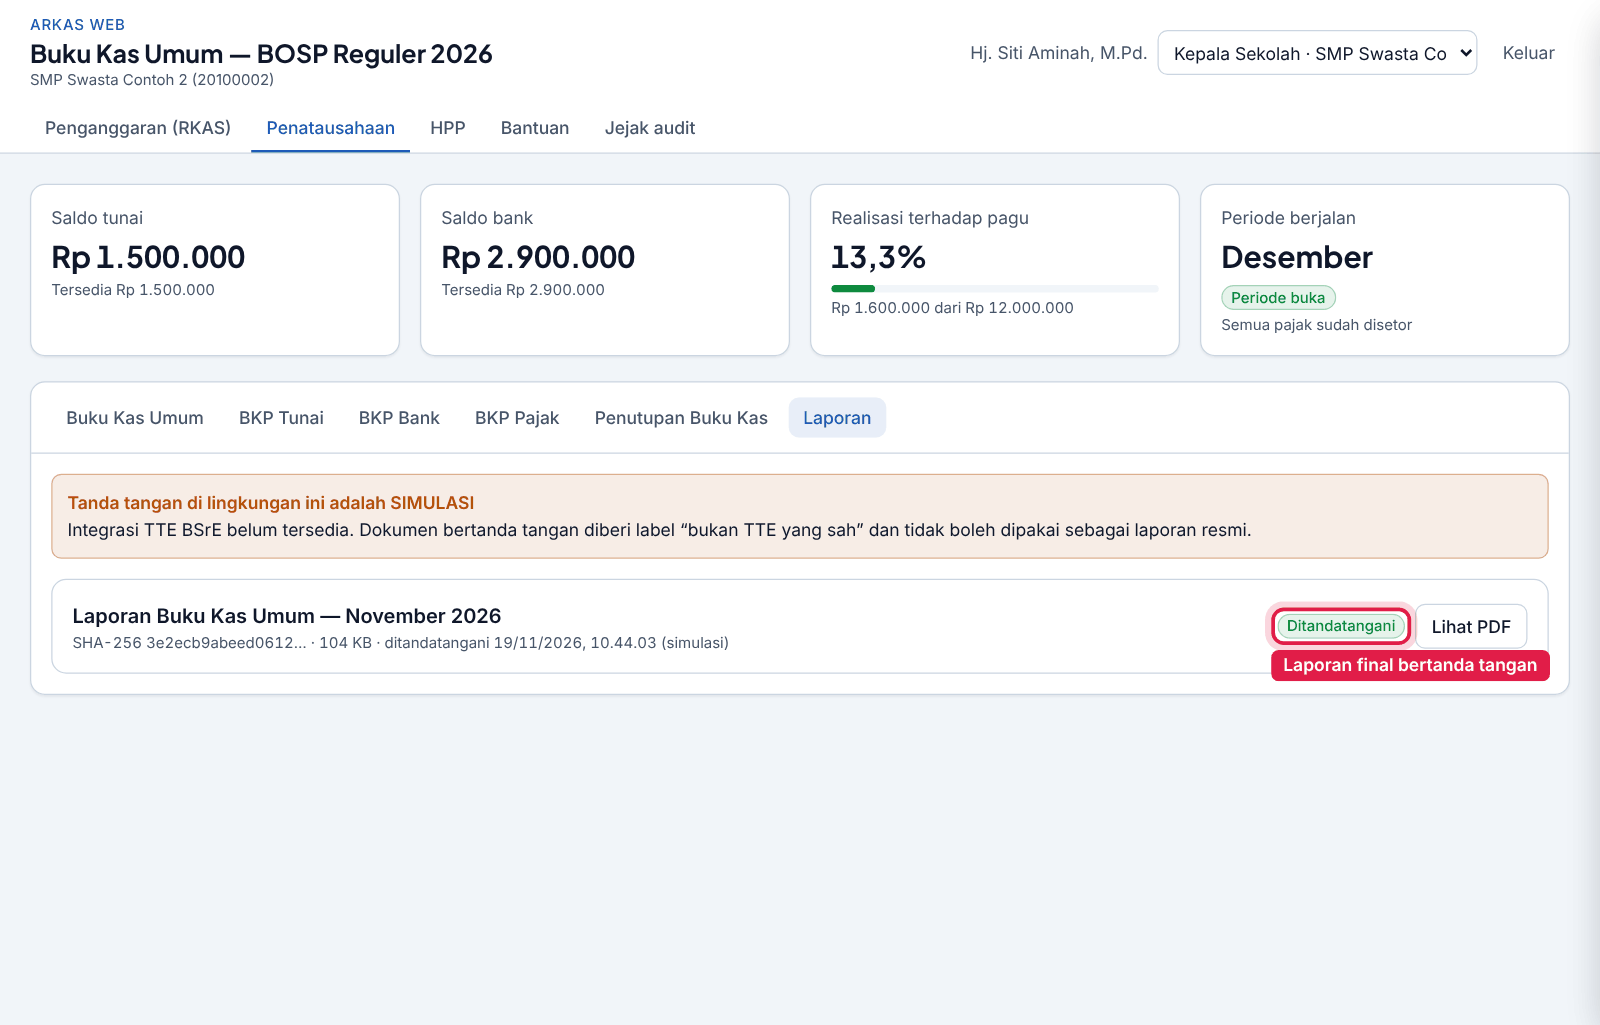 ARKAS WEB
Buku Kas Umum — BOSP Reguler 2026
SMP Swasta Contoh 2 (20100002)
Hj. Siti Aminah, M.Pd.
Kepala Sekolah · SMP Swasta Co
Keluar
Penganggaran (RKAS)
Penatausahaan
HPP
Bantuan
Jejak audit
Saldo tunai
Rp 1.500.000
Tersedia Rp 1.500.000
Saldo bank
Rp 2.900.000
Tersedia Rp 2.900.000
Realisasi terhadap pagu
13,3%
Rp 1.600.000 dari Rp 12.000.000
Periode berjalan
Desember
Periode buka
Semua pajak sudah disetor
Buku Kas Umum
BKP Tunai
BKP Bank
BKP Pajak
Penutupan Buku Kas
Laporan
Tanda tangan di lingkungan ini adalah SIMULASI
Integrasi TTE BSrE belum tersedia. Dokumen bertanda tangan diberi label “bukan TTE yang sah” dan tidak boleh dipakai sebagai laporan resmi.
Laporan Buku Kas Umum — November 2026
SHA-256 3e2ecb9abeed0612… · 104 KB · ditandatangani 19/11/2026, 10.44.03 (simulasi)
Ditandatangani
Lihat PDF
Laporan final bertanda tangan